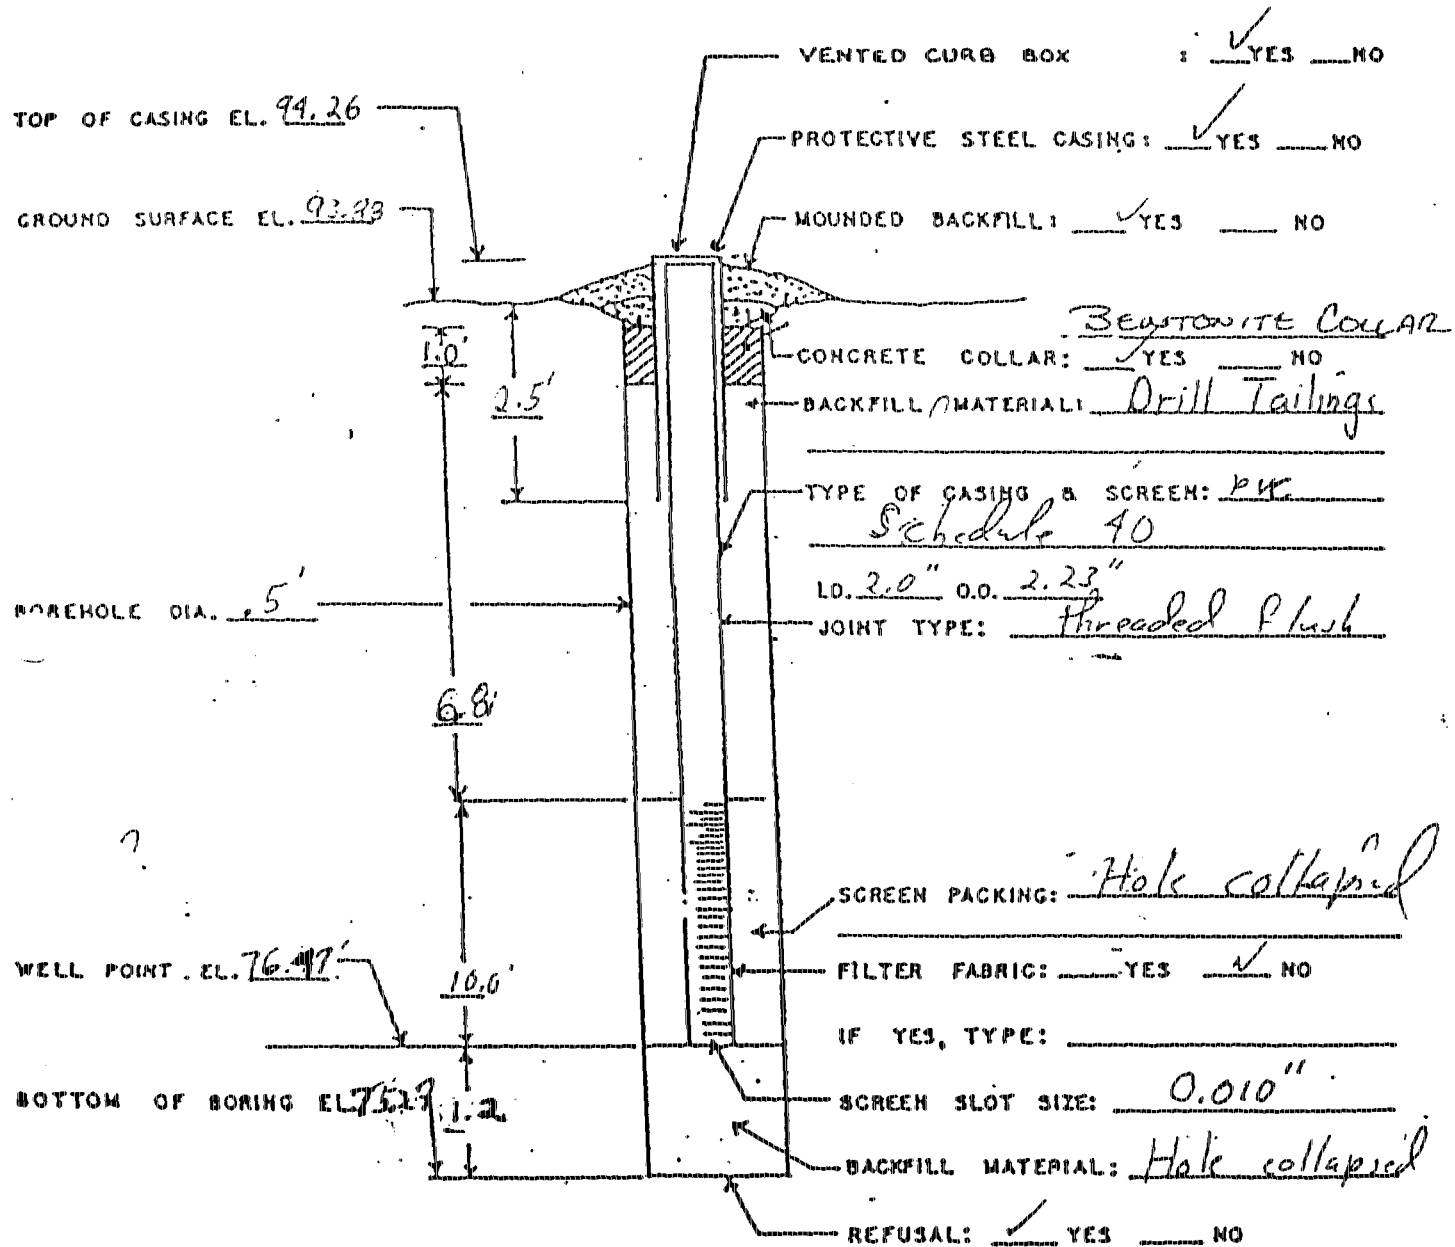 VENTED CURB BOX : ✓YES NO
TOP OF CASING EL. 94.26
PROTECTIVE STEEL CASING: ✓YES NO
GROUND SURFACE EL.
MOUNDED BACKFILL: ✓YES NO
BENTONITE COLLAR
1.0'
CONCRETE COLLAR: ✓YES NO
2.5'
BACKFILL MATERIAL: Drill Tailings
TYPE OF CASING & SCREEN: pvc
Schedule 40
I.D. 2.0" O.D. 2.23"
BOREHOLE DIA. .5'
JOINT TYPE: threaded flush
6.8'
SCREEN PACKING: Hole collapsed
WELL POINT. EL.
FILTER FABRIC: YES ✓ NO
10.0'
IF YES, TYPE:
BOTTOM OF BORING EL.
1.2
SCREEN SLOT SIZE: 0.010"
BACKFILL MATERIAL: Hole collapsed
REFUSAL: ✓ YES NO